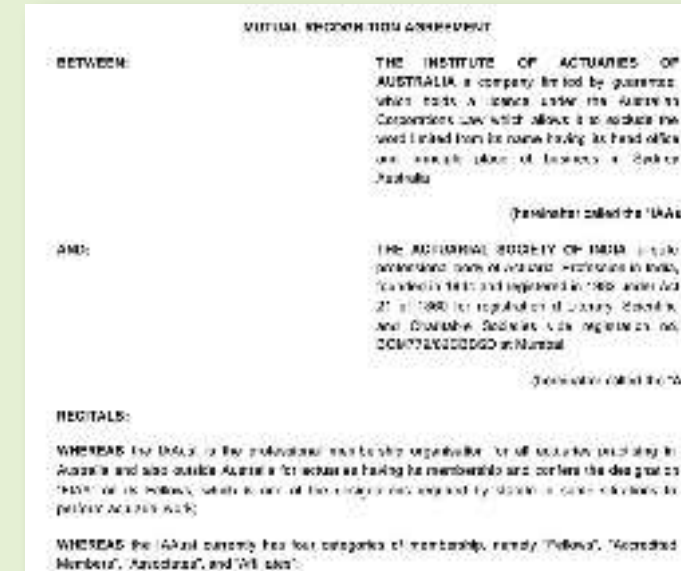 MUTUAL RECOGNITION AGREEMENT
BETWEEN:
THE INSTITUTE OF ACTUARIES OF
AUSTRALIA a company limited by guarantee
which holds a licence under the Australian
Corporations Law which allows it to exclude the
word Limited from its name having its head office
and principle place of business in Sydney
Australia
(hereinafter called the "IAAus
AND:
THE ACTUARIAL SOCIETY OF INDIA, a sole
professional body of Actuarial Profession in India,
founded in and registered in 1982 under Act
21 of 1860 for registration of Literary, Scientific
and Charitable Societies vide registration no.
at Mumbai
(hereinafter called the "A
RECITALS:
WHEREAS the IAAust is the professional membership organisation for all actuaries practising in
Australia and also outside Australia for actuaries having its membership and confers the designation
"FIAA" on its Fellows, which is one of the designations required by statute in some situations to
perform actuarial work;
WHEREAS the IAAust currently has four categories of membership, namely "Fellows", "Accredited
Members", "Associates", and "Affiliates";